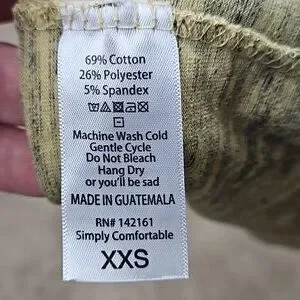 69% Cotton
26% Polyester
5% Spandex
Machine Wash Cold
Gentle Cycle
Do Not Bleach
Hang Dry
or you'll be sad
MADE IN GUATEMALA
RN# 142161
Simply Comfortable
XXS